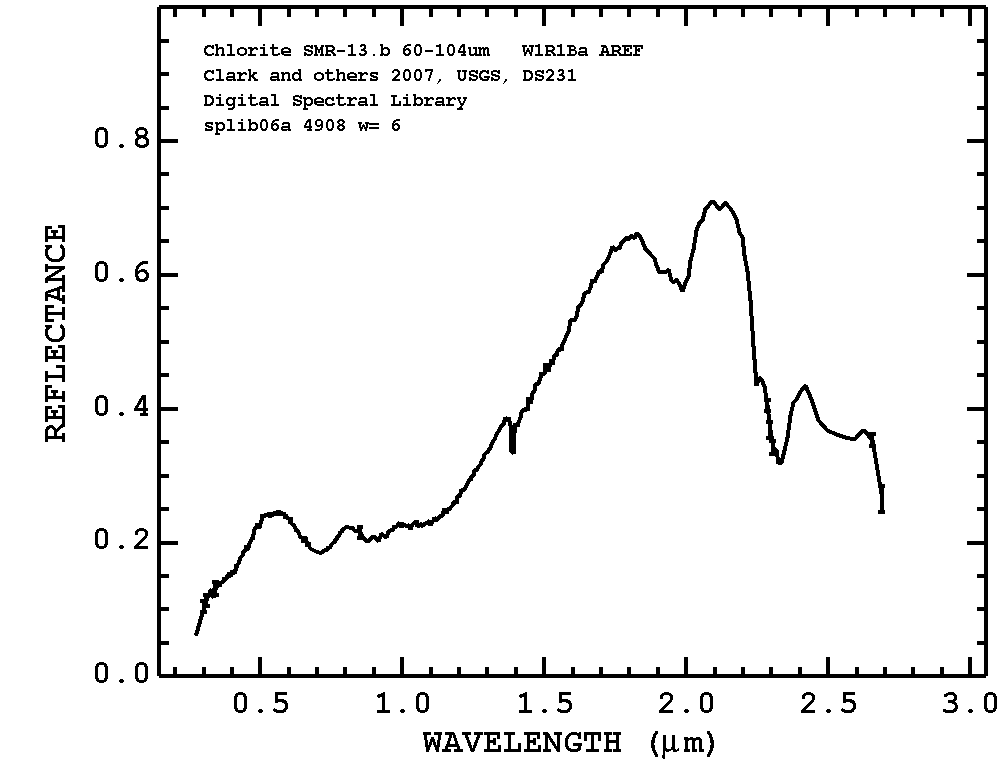 Chlorite SMR-13.b 60-104um   W1R1Ba AREF
Clark and others 2007, USGS, DS231
Digital Spectral Library
splib06a 4908 w= 6
REFLECTANCE
0.8
0.6
0.4
0.2
0.0
0.5 1.0 1.5 2.0 2.5 3.0
WAVELENGTH (μm)